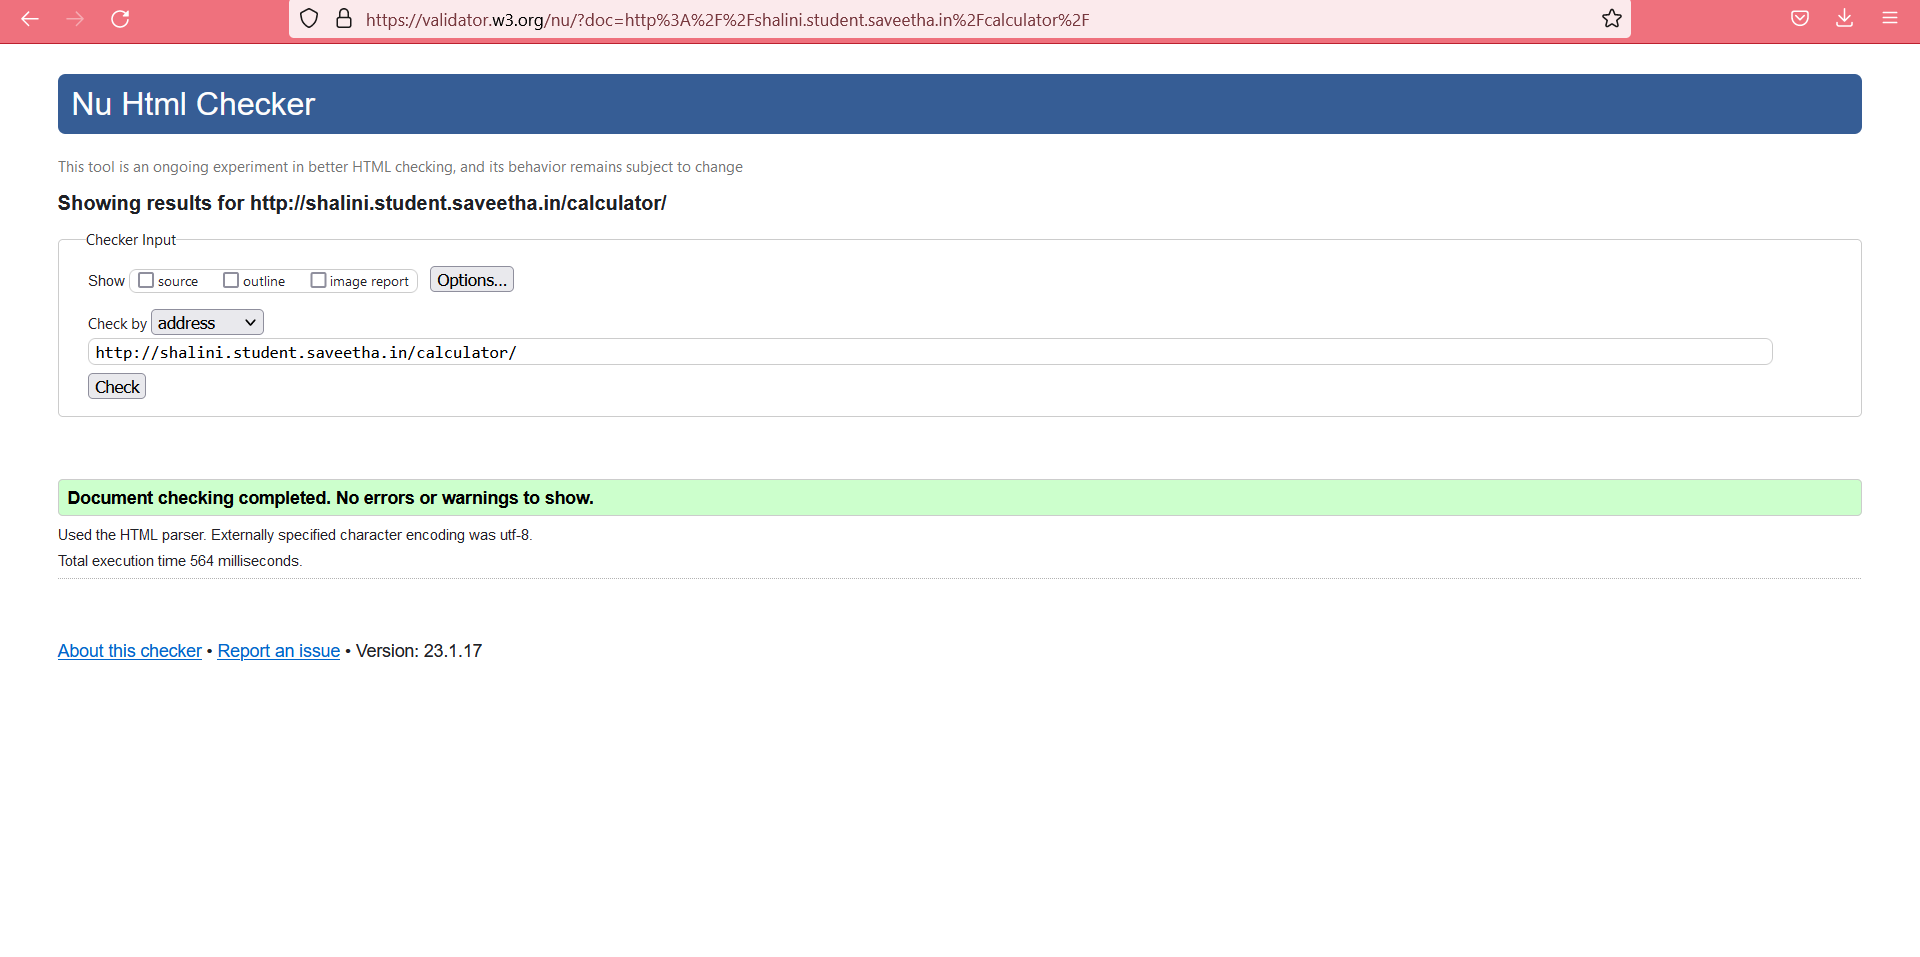 https://validator.w3.org/nu/?doc=http%3A%2F%2Fshalini.student.saveetha.in%2Fcalculator%2F
Nu Html Checker
This tool is an ongoing experiment in better HTML checking, and its behavior remains subject to change
Showing results for http://shalini.student.saveetha.in/calculator/
Checker Input
Show source outline image report Options...
Check by address
http://shalini.student.saveetha.in/calculator/
Check
Document checking completed. No errors or warnings to show.
Used the HTML parser. Externally specified character encoding was utf-8.
Total execution time 564 milliseconds.
About this checker • Report an issue • Version: 23.1.17